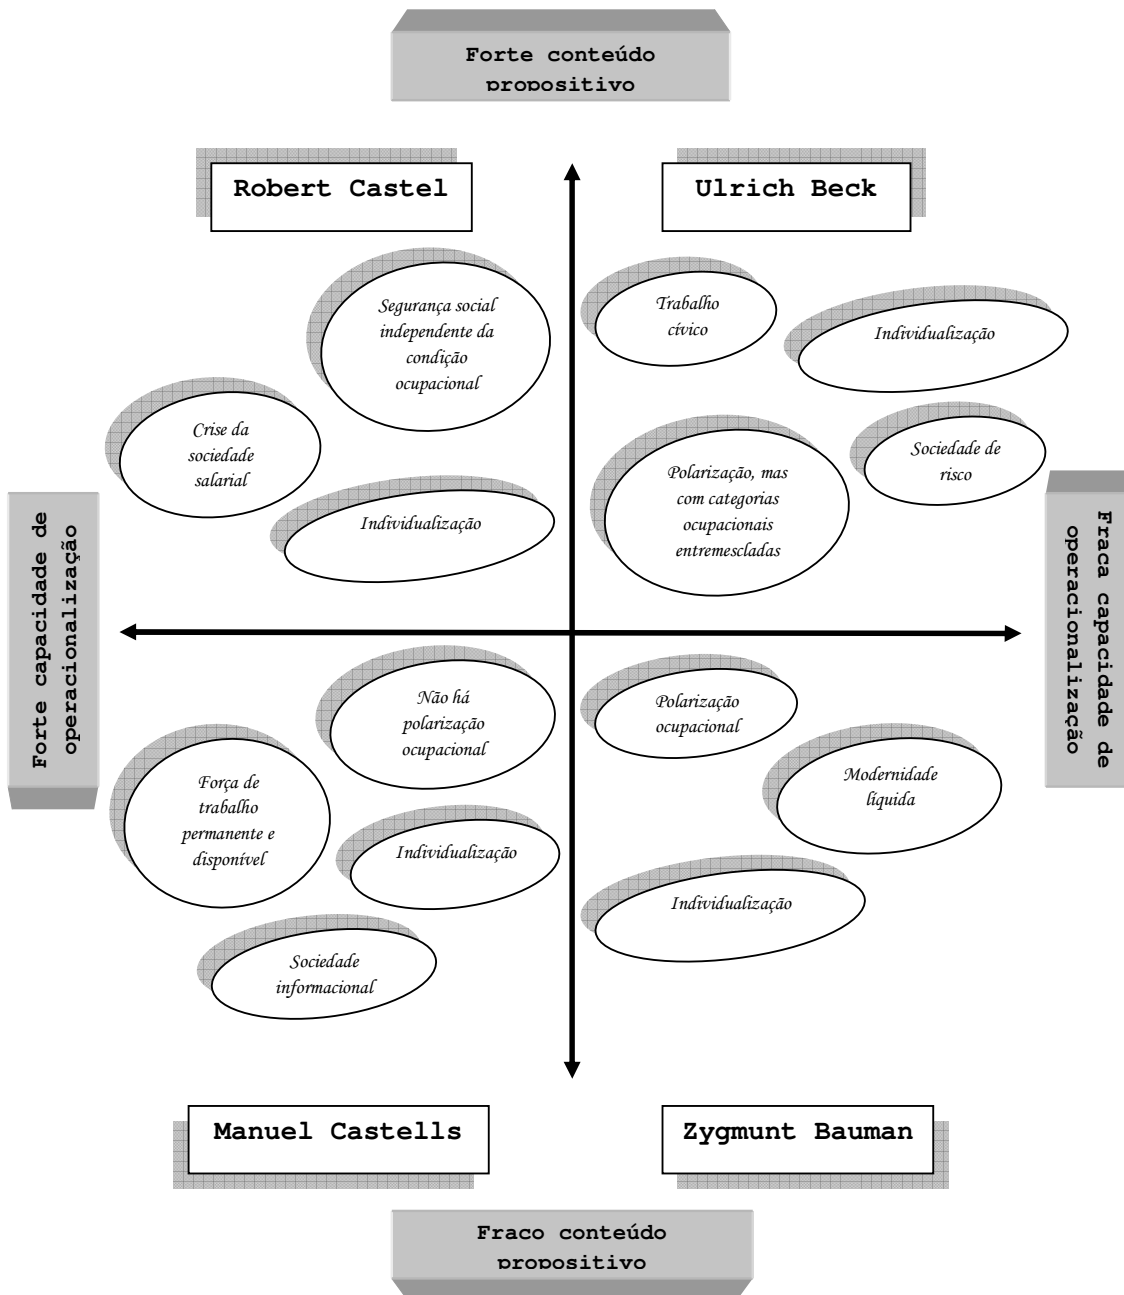 Forte conteúdo
propositivo
Robert Castel
Ulrich Beck
Segurança social
independente da
condição
ocupacional
Trabalho
cívico
Individualização
Crise da
sociedade
salarial
Sociedade de
risco
Polarização, mas
com categorias
ocupacionais
entremescladas
Individualização
Forte capacidade de
operacionalização
Fraca capacidade de
operacionalização
Não há
polarização
ocupacional
Polarização
ocupacional
Força de
trabalho
permanente e
disponível
Modernidade
líquida
Individualização
Individualização
Sociedade
informacional
Manuel Castells
Zygmunt Bauman
Fraco conteúdo
propositivo